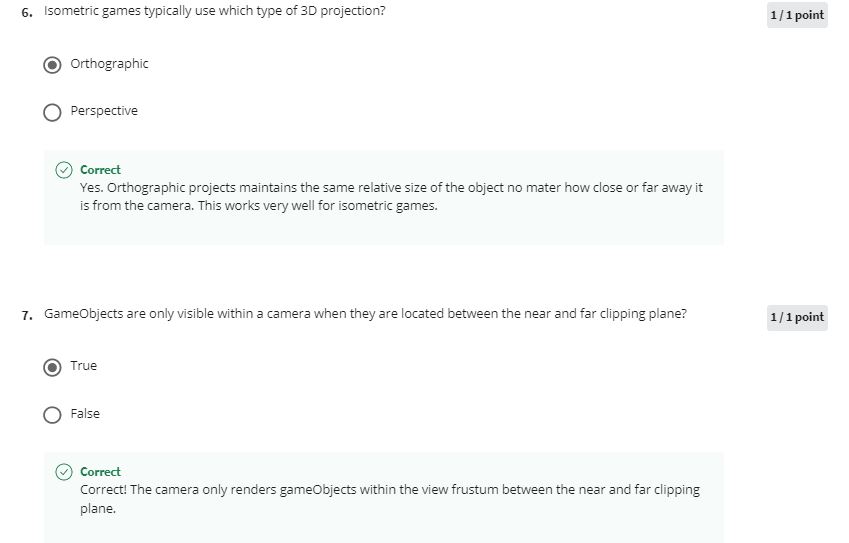 6. Isometric games typically use which type of 3D projection?
1 / 1 point
Orthographic
Perspective
Correct
Yes. Orthographic projects maintains the same relative size of the object no mater how close or far away it
is from the camera. This works very well for isometric games.
7. GameObjects are only visible within a camera when they are located between the near and far clipping plane?
1 / 1 point
True
False
Correct
Correct! The camera only renders gameObjects within the view frustum between the near and far clipping
plane.